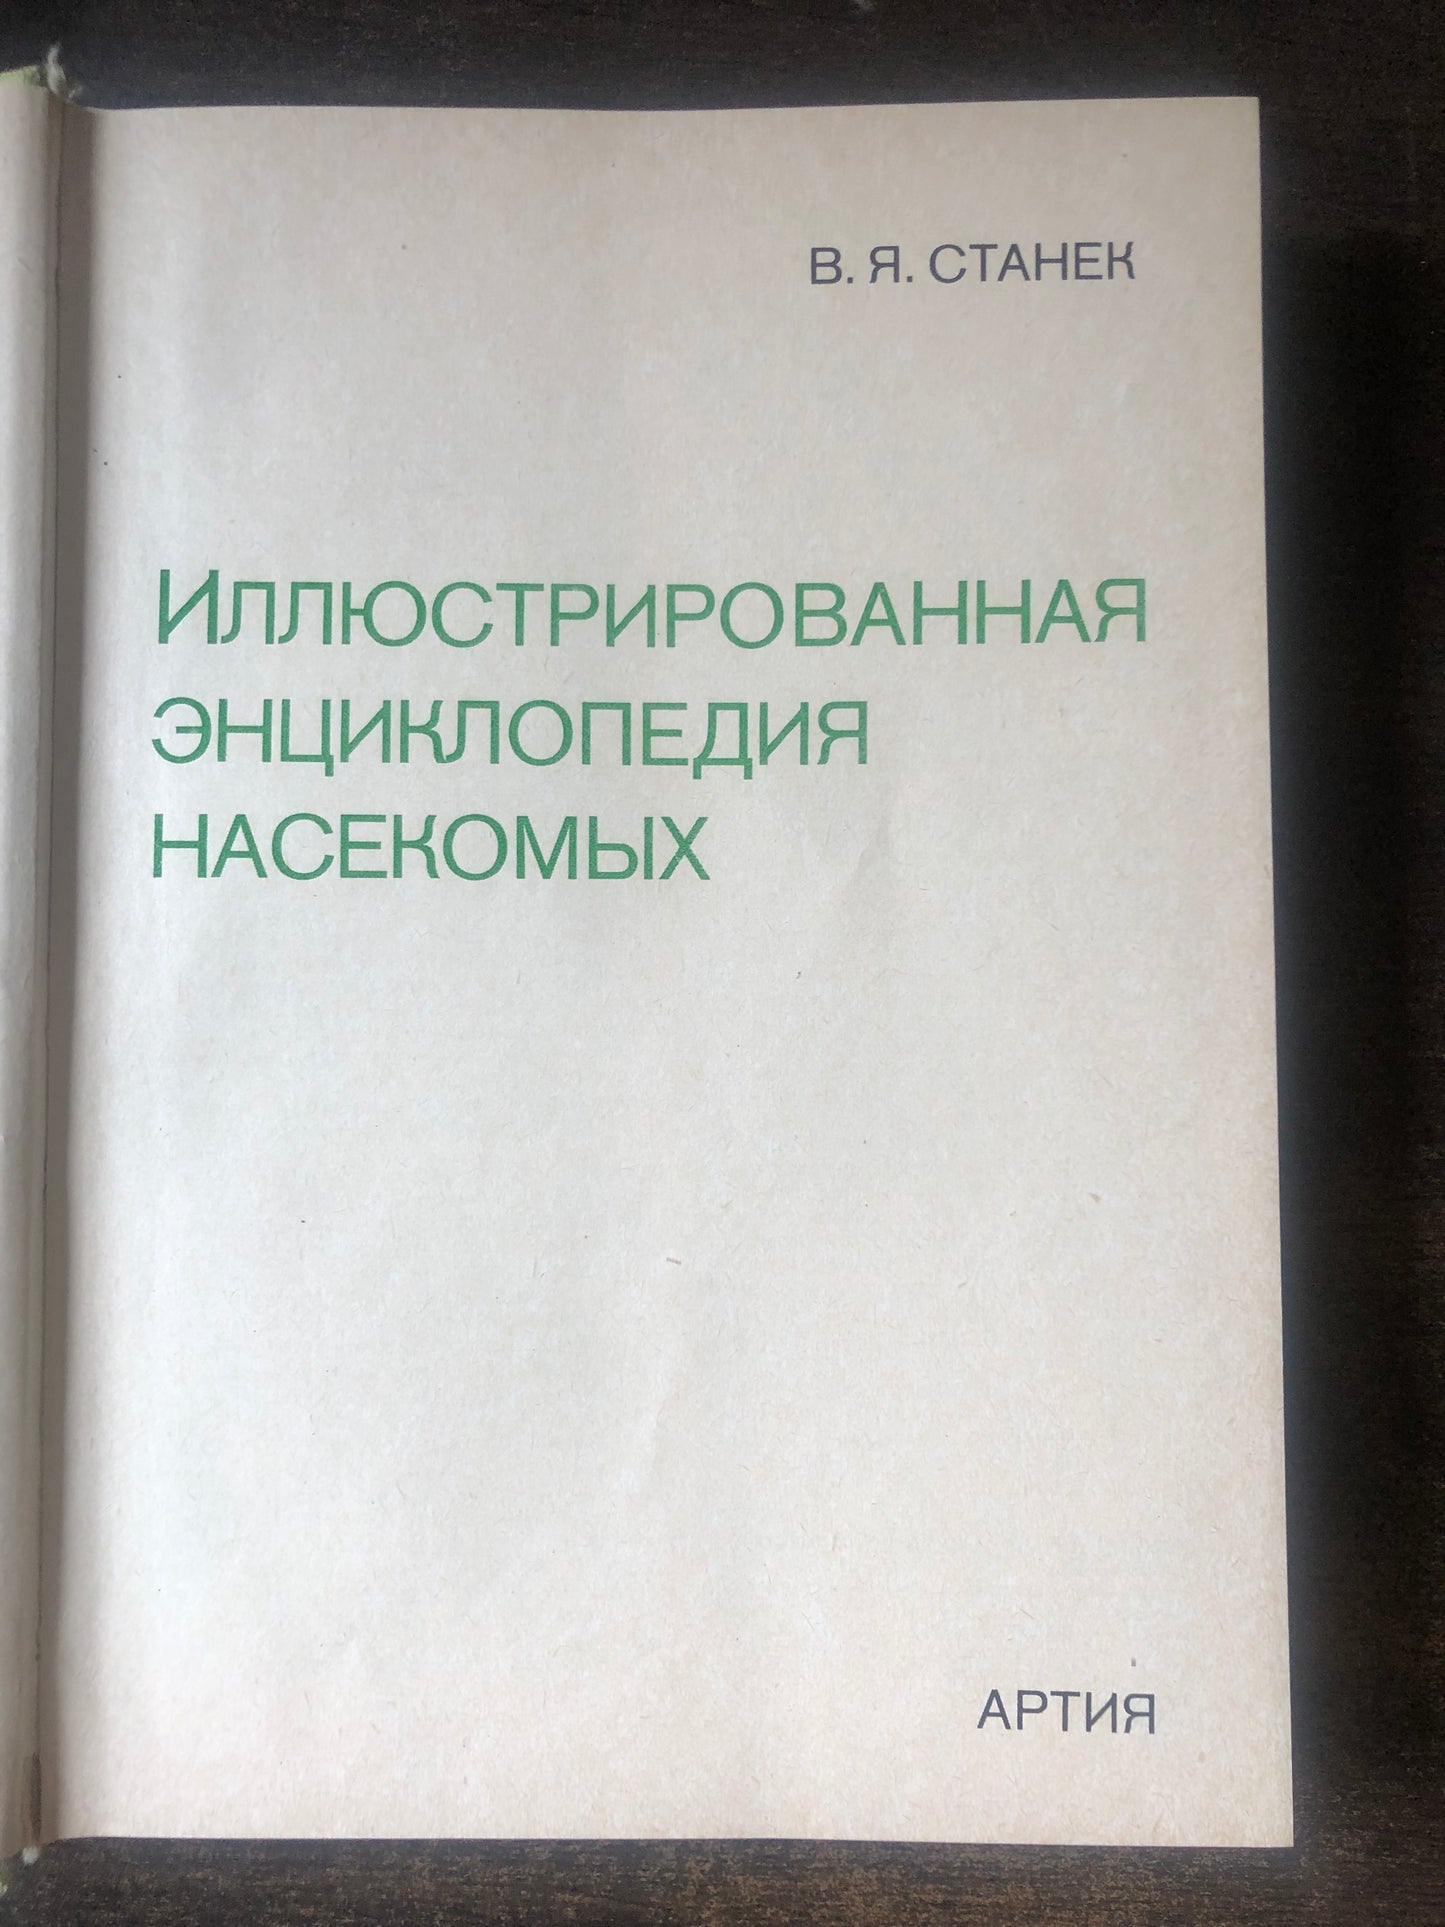 В. Я. СТАНЕК
ИЛЛЮСТРИРОВАННАЯ
ЭНЦИКЛОПЕДИЯ
НАСЕКОМЫХ
АРТИЯ